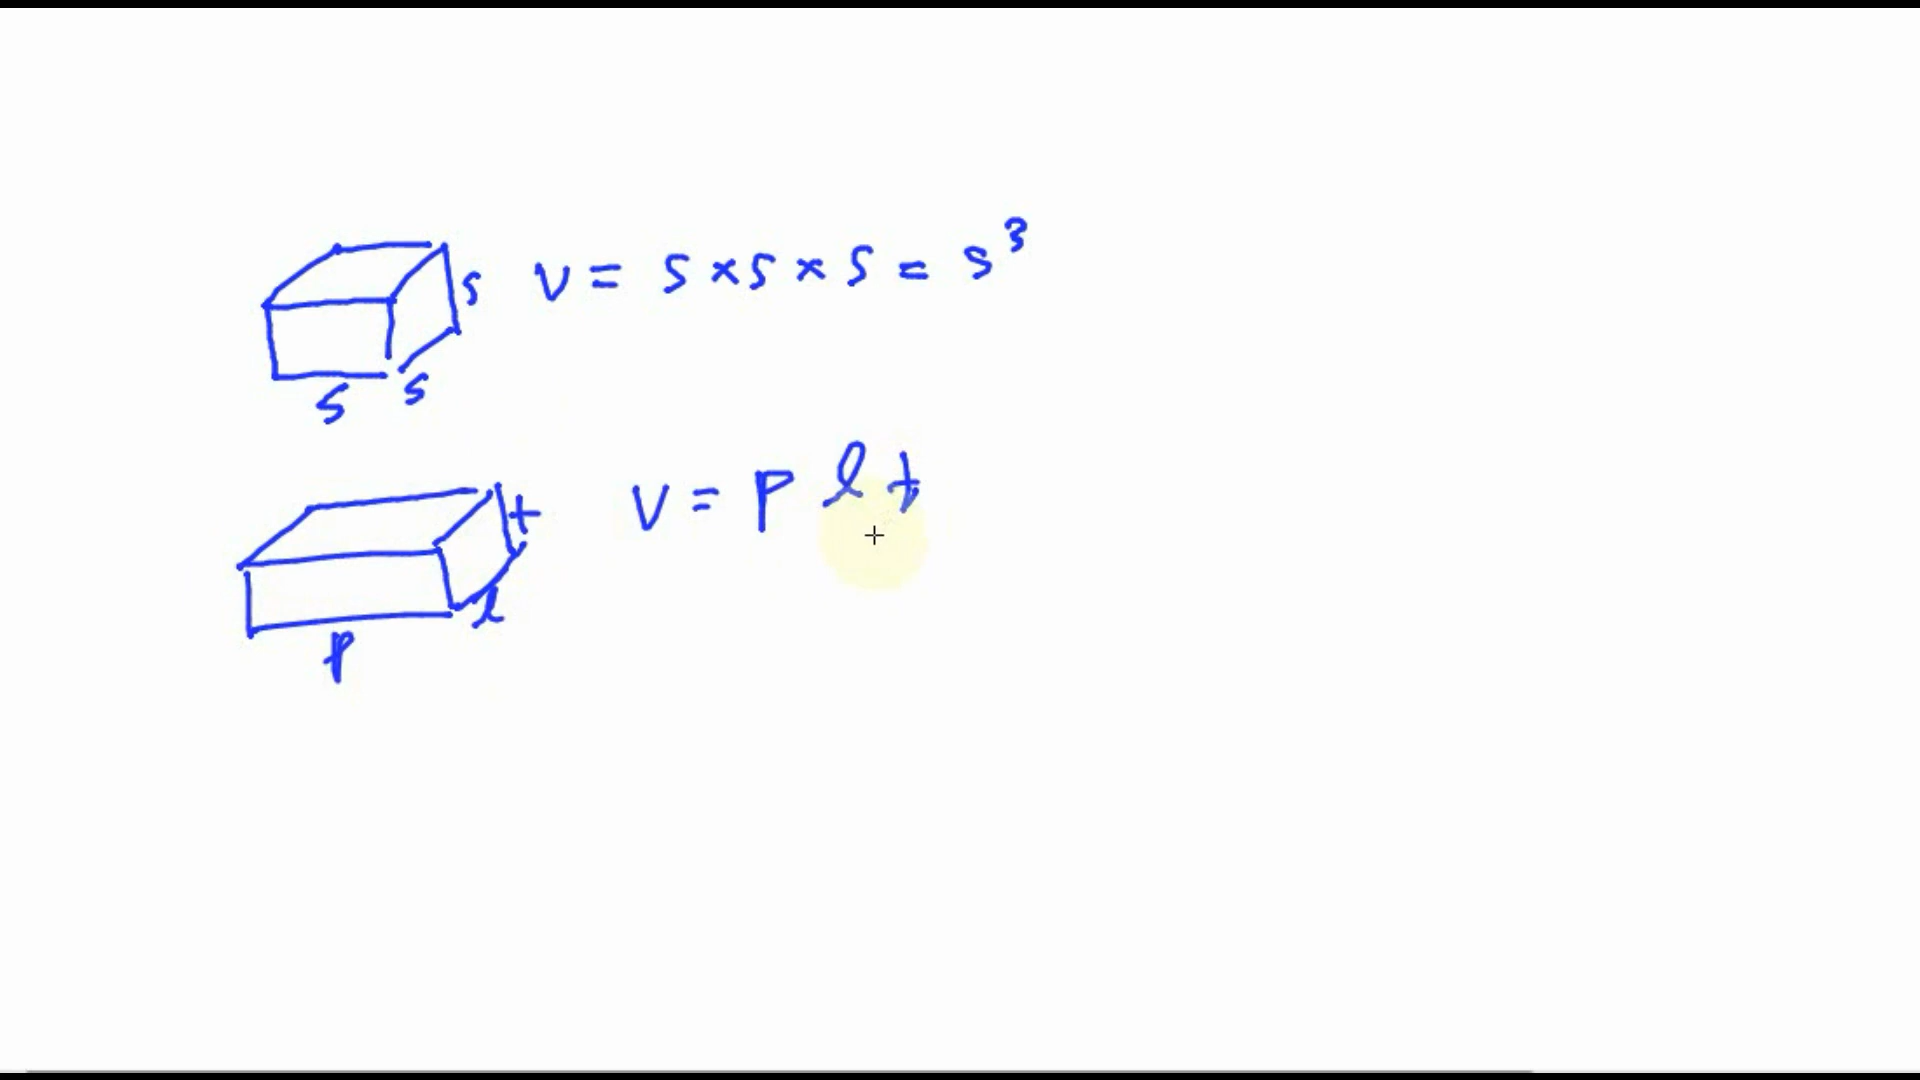 s
V = s × s × s = s³
s s
t
V = p l t
l
p